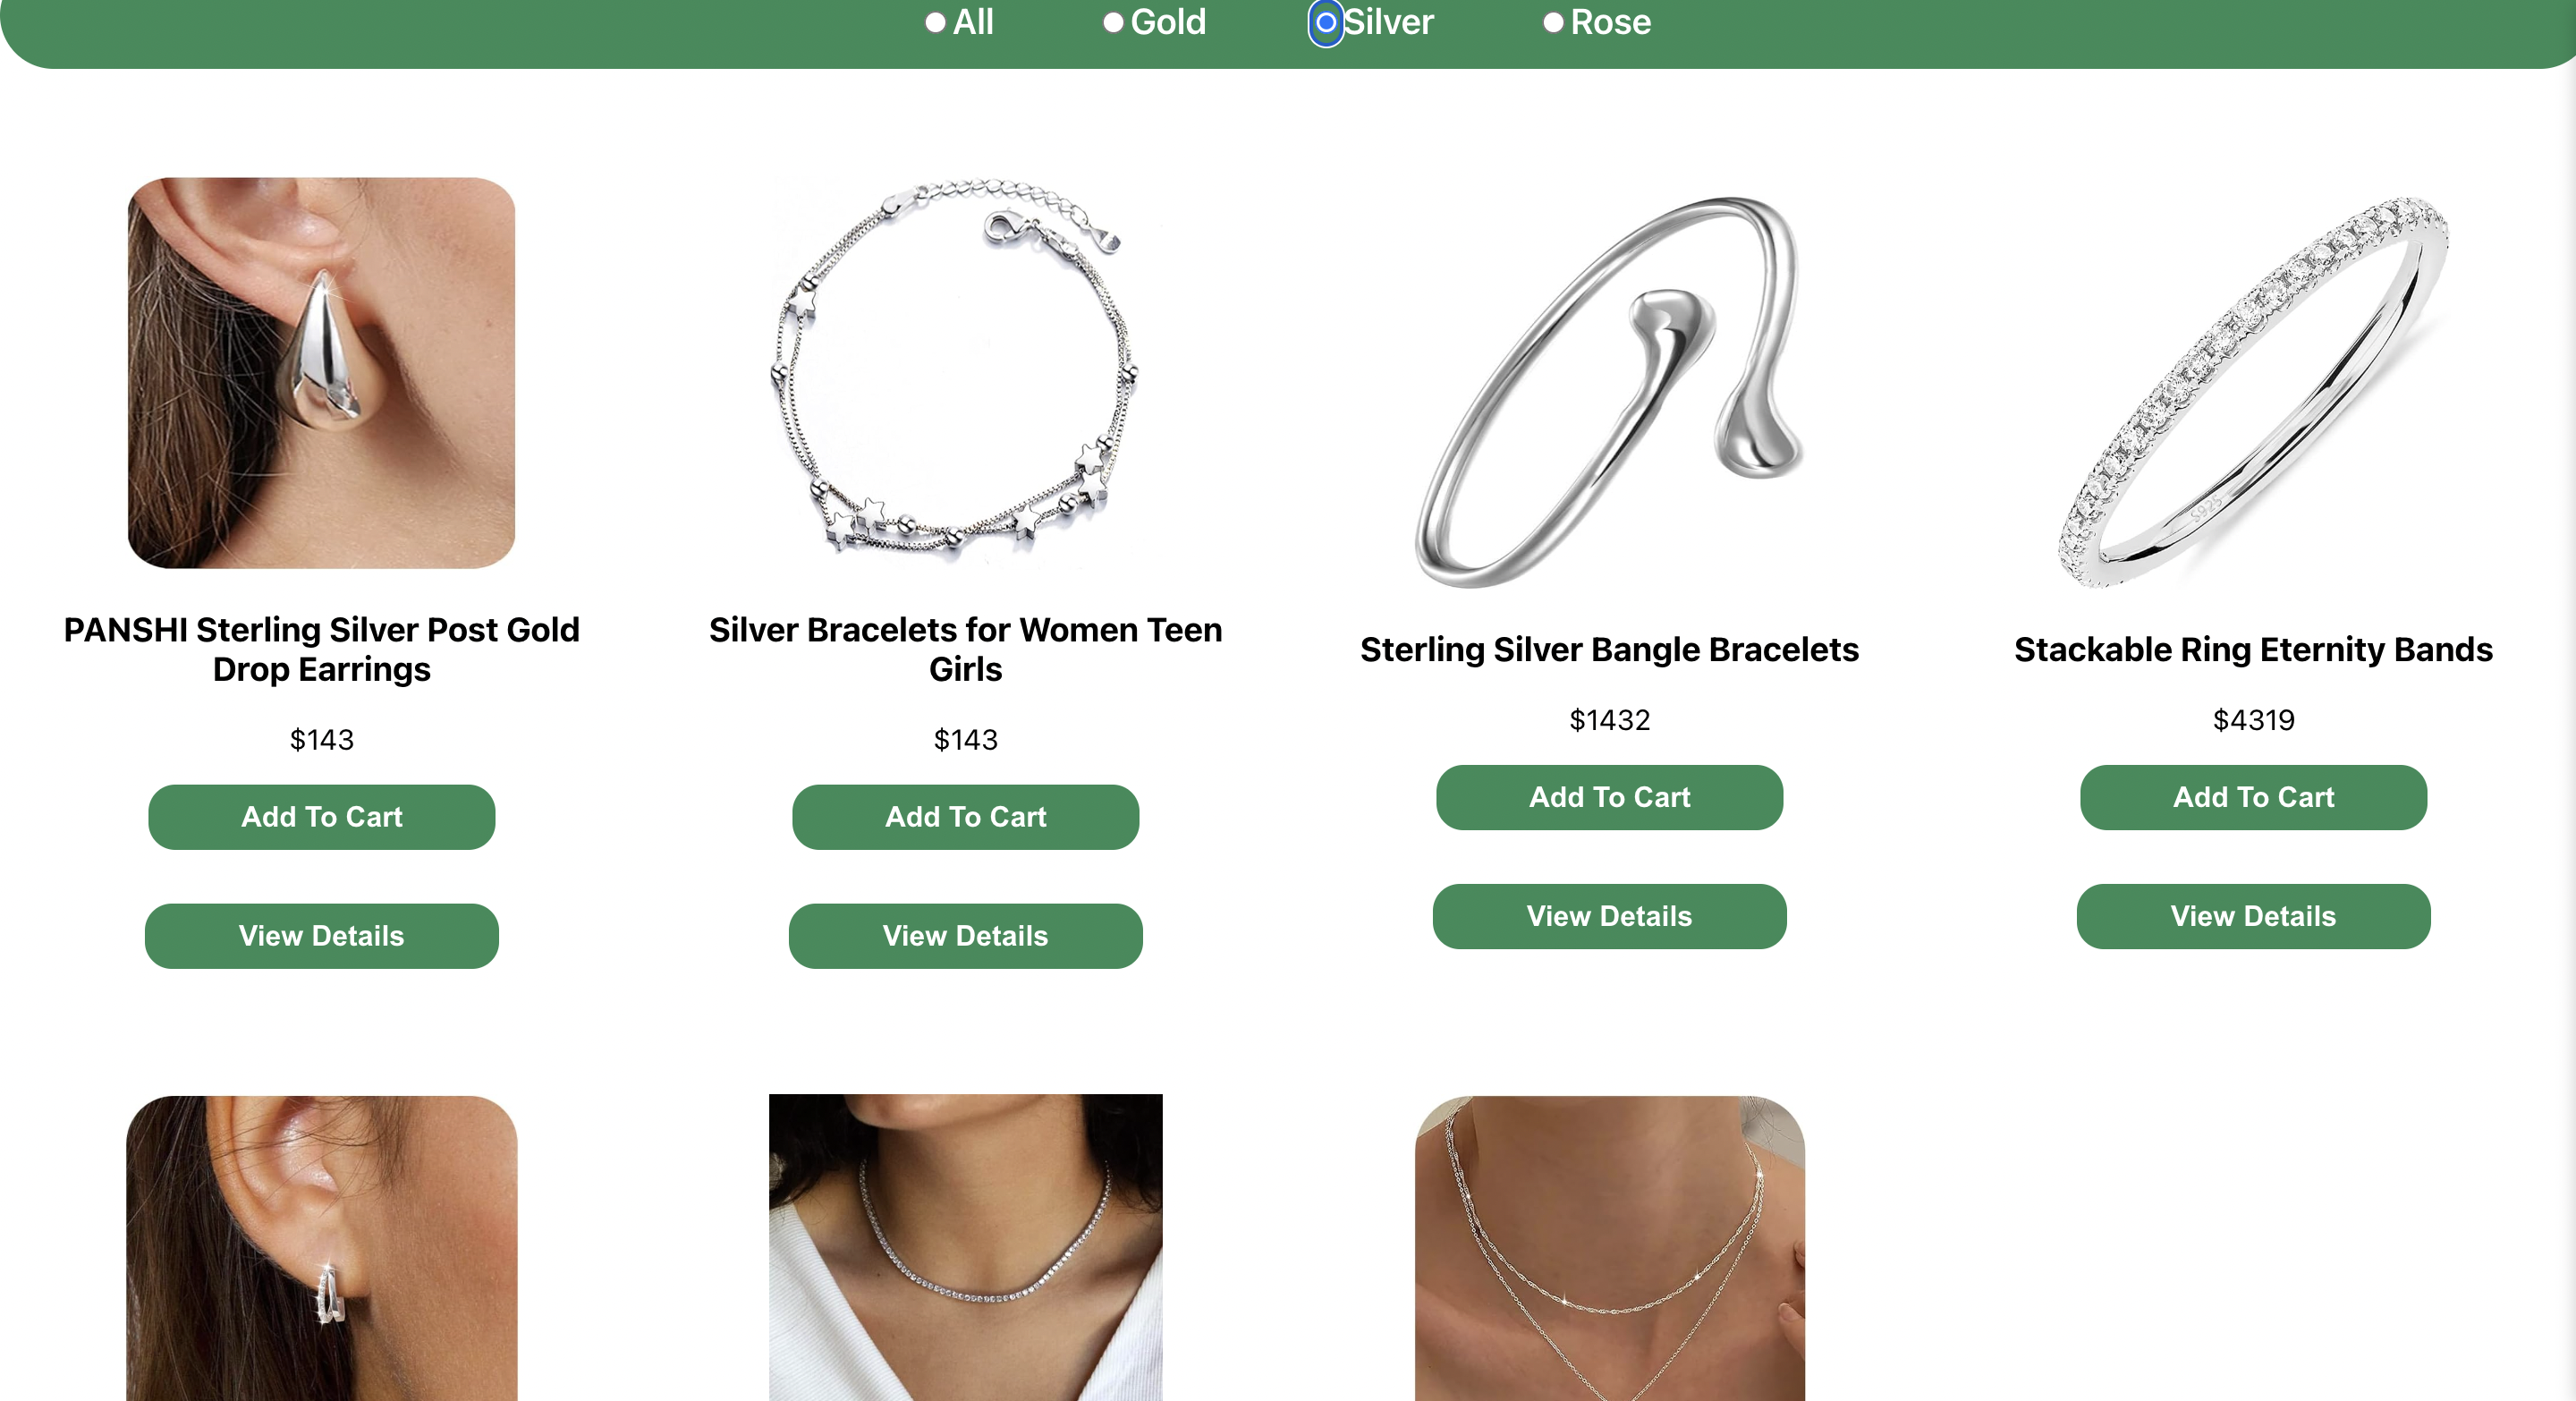 All
Gold
Silver
Rose
S925
PANSHI Sterling Silver Post Gold
Drop Earrings
$143
Add To Cart
View Details
Silver Bracelets for Women Teen
Girls
$143
Add To Cart
View Details
Sterling Silver Bangle Bracelets
$1432
Add To Cart
View Details
Stackable Ring Eternity Bands
$4319
Add To Cart
View Details